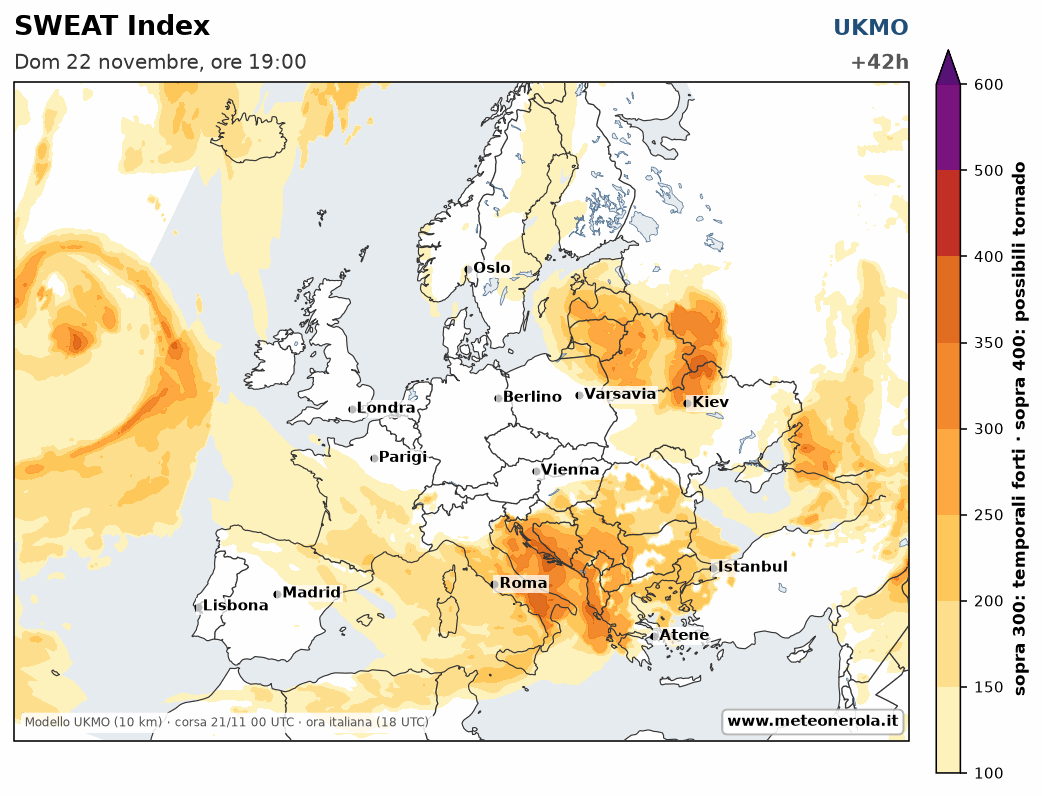 SWEAT Index
UKMO
Dom 22 novembre, ore 19:00
+42h
600
500
400
350
300
250
200
150
100
sopra 300: temporali forti · sopra 400: possibili tornado
Oslo
Berlino
Varsavia
Kiev
Londra
Parigi
Vienna
Istanbul
Roma
Madrid
Lisbona
Atene
Modello UKMO (10 km) · corsa 21/11 00 UTC · ora italiana (18 UTC)
www.meteonerola.it